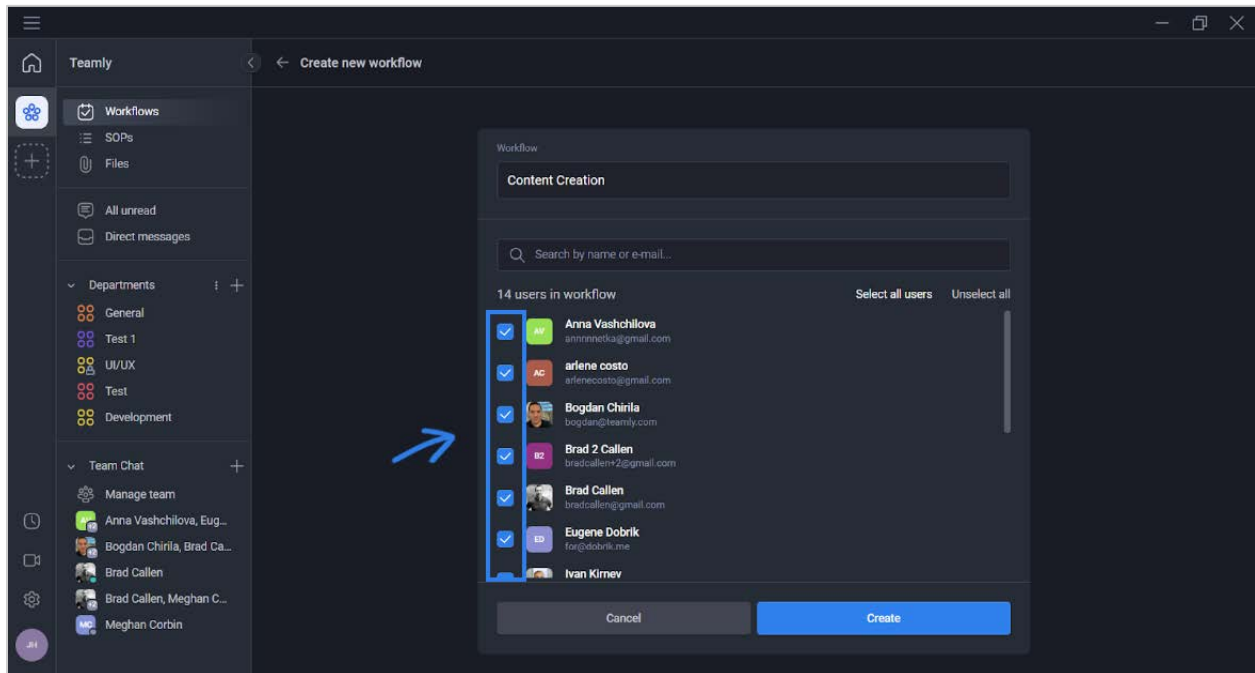 Teamly
Create new workflow
Workflows
SOPs
Files
All unread
Direct messages
Departments
General
Test 1
UI/UX
Test
Development
Team Chat
Manage team
Anna Vashchilova, Eug...
Bogdan Chirila, Brad Ca...
Brad Callen
Brad Callen, Meghan C...
MC Meghan Corbin
JH
Workflow
Content Creation
Search by name or e-mail...
14 users in workflow Select all users Unselect all
AV Anna Vashchilova
annnnnetka@gmail.com
AC arlene costo
arlenecosto@gmail.com
Bogdan Chirila
bogdan@teamly.com
B2 Brad 2 Callen
bradcallen+2@gmail.com
Brad Callen
bradcallen@gmail.com
ED Eugene Dobrik
for@dobrik.me
Ivan Kirnev
Cancel Create